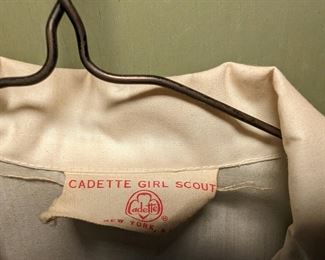 CADETTE GIRL SCOUT
Cadette
®
NEW YORK,